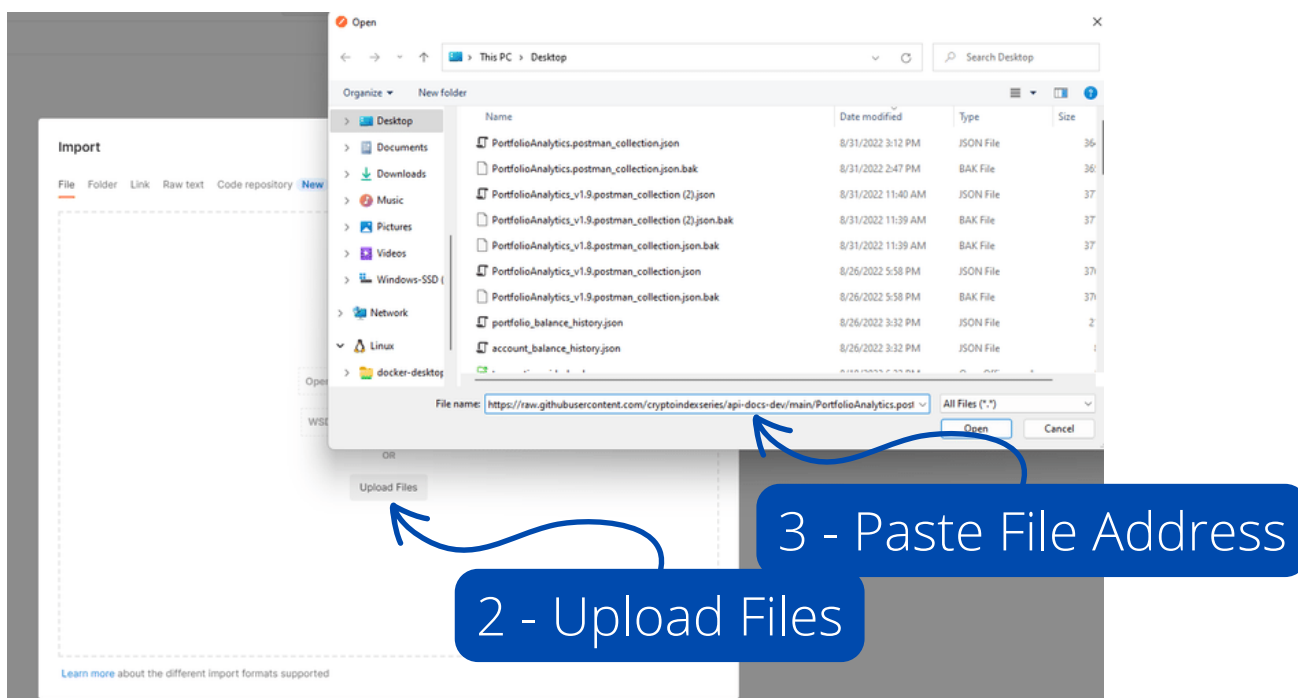 Open
This PC > Desktop
Search Desktop
Organize
New folder
Name
Date modified
Type
Size
Desktop
Documents
Downloads
Music
Pictures
Videos
Windows-SSD (
Network
Linux
docker-desktop
PortfolioAnalytics.postman_collection.json 8/31/2022 3:12 PM JSON File
PortfolioAnalytics.postman_collection.json.bak 8/31/2022 2:47 PM BAK File
PortfolioAnalytics_v1.9.postman_collection (2).json 8/31/2022 11:40 AM JSON File
PortfolioAnalytics_v1.9.postman_collection (2).json.bak 8/31/2022 11:39 AM BAK File
PortfolioAnalytics_v1.8.postman_collection.json.bak 8/31/2022 11:39 AM BAK File
PortfolioAnalytics_v1.9.postman_collection.json 8/26/2022 5:58 PM JSON File
PortfolioAnalytics_v1.9.postman_collection.json.bak 8/26/2022 5:58 PM BAK File
portfolio_balance_history.json 8/26/2022 3:32 PM JSON File
account_balance_history.json 8/26/2022 3:32 PM JSON File
File name: https://raw.githubusercontent.com/cryptoindexseries/api-docs-dev/main/PortfolioAnalytics.post
All Files (*.*)
Open
Cancel
Import
File Folder Link Raw text Code repository New
OR
Upload Files
3 - Paste File Address
2 - Upload Files
Learn more about the different import formats supported